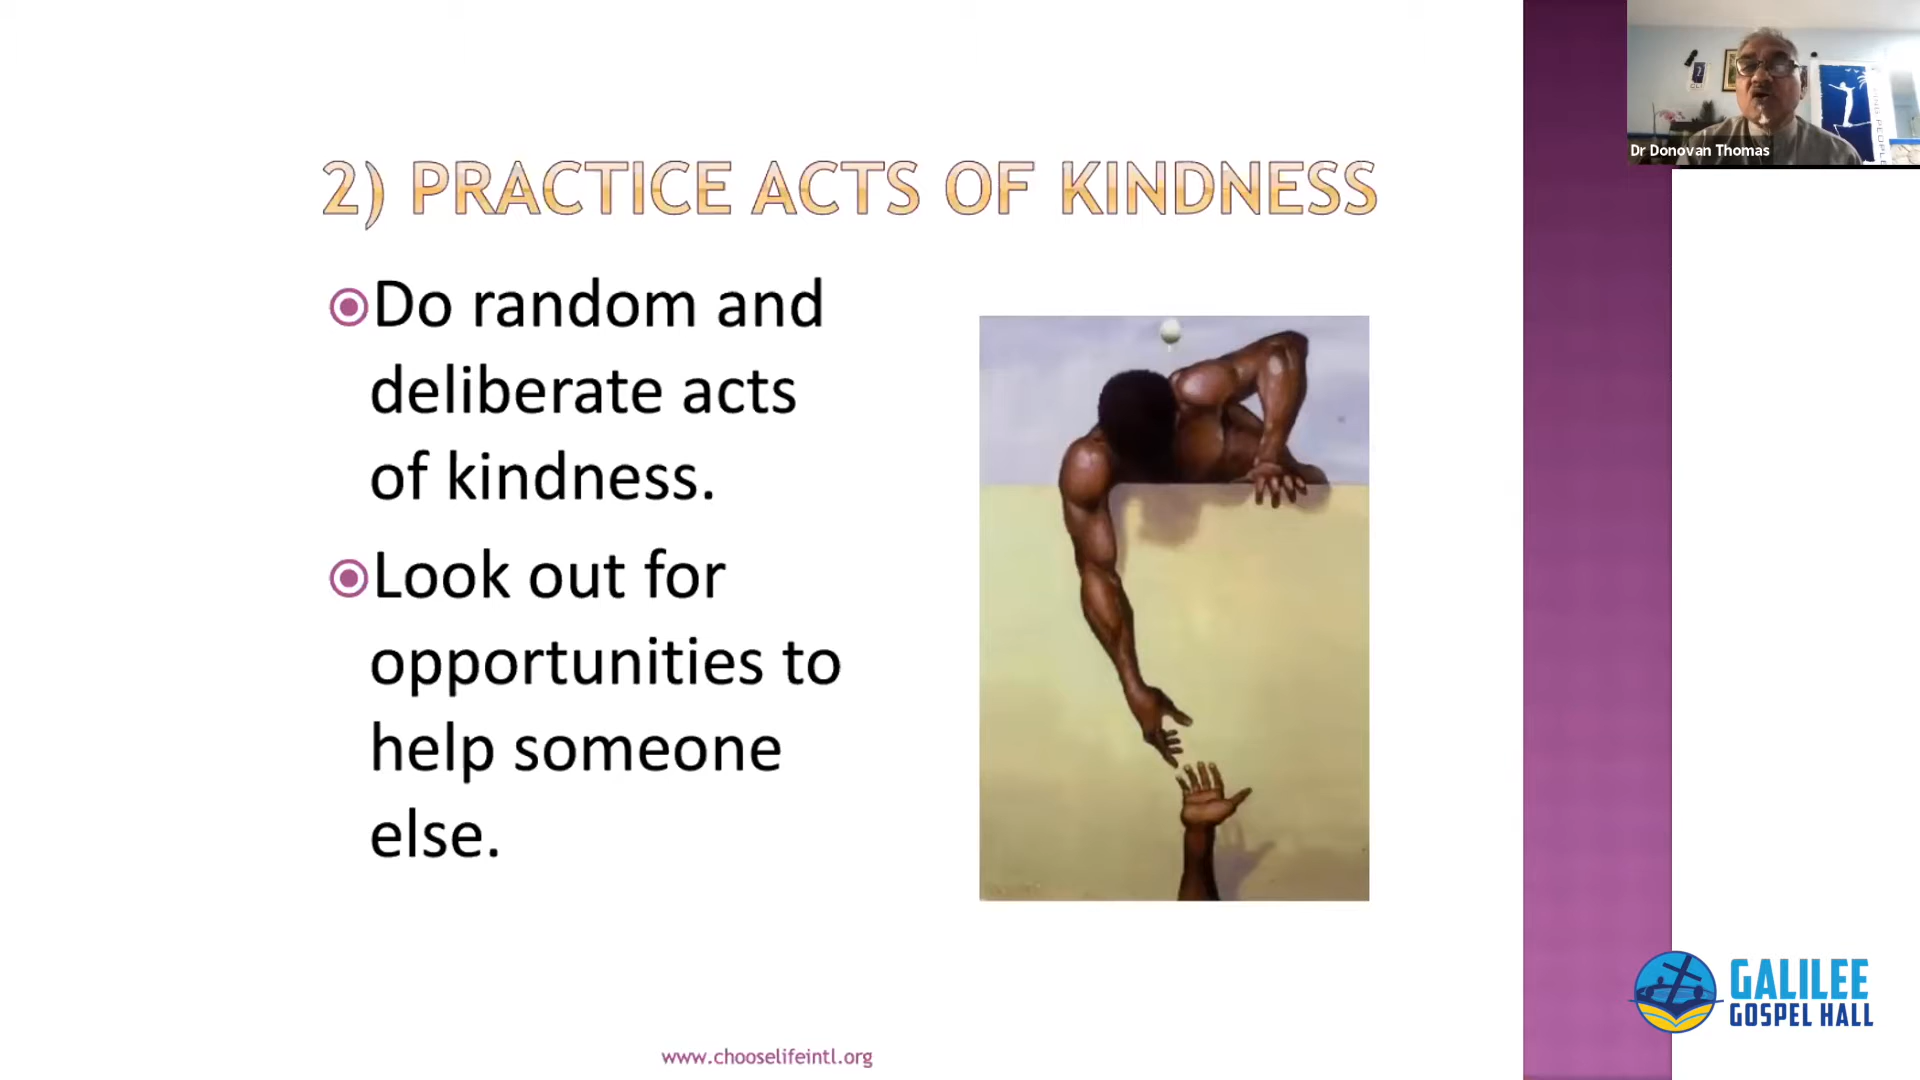 2) PRACTICE ACTS OF KINDNESS
Do random and
deliberate acts
of kindness.
Look out for
opportunities to
help someone
else.
www.chooselifeintl.org
Dr Donovan Thomas
GALILEE
GOSPEL HALL